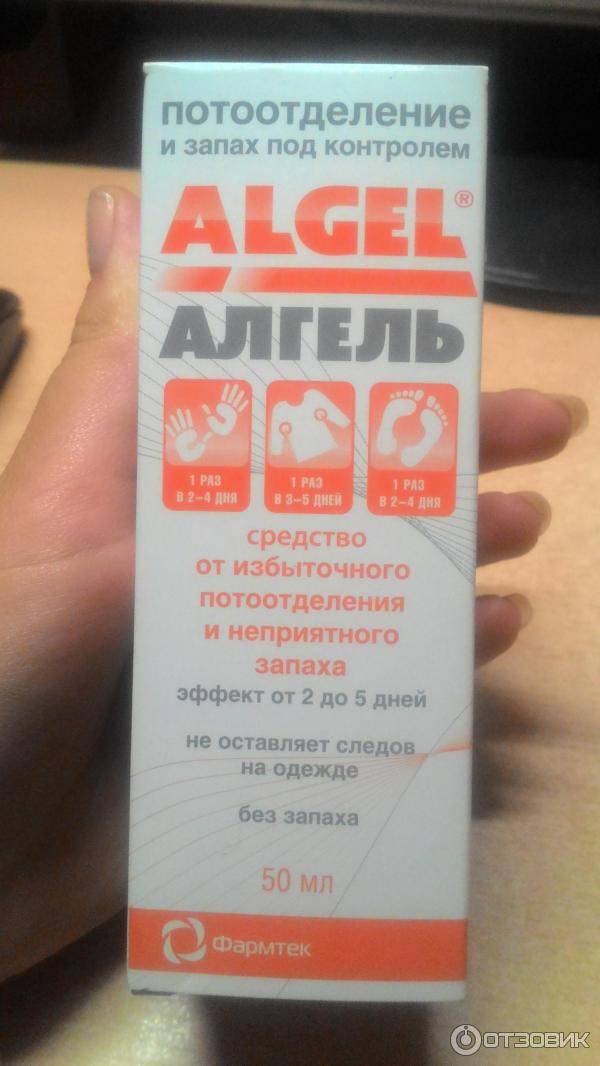 потоотделение
и запах под контролем
ALGEL®
АЛГЕЛЬ
1 РАЗ
В 2-4 ДНЯ
1 РАЗ
В 3-5 ДНЕЙ
1 РАЗ
В 2-4 ДНЯ
средство
от избыточного
потоотделения
и неприятного
запаха
эффект от 2 до 5 дней
не оставляет следов
на одежде
без запаха
50 мл
Фармтек
ОТЗОВИК